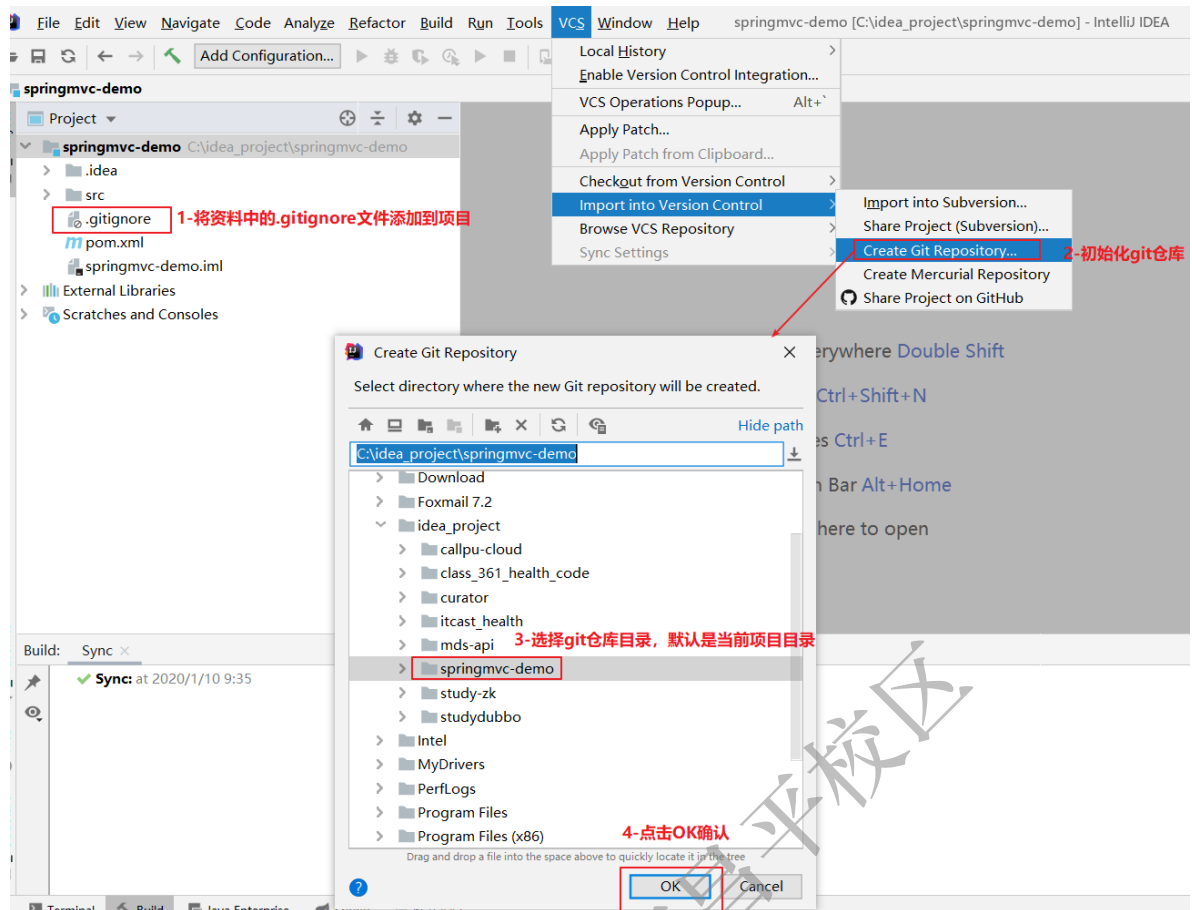 File Edit View Navigate Code Analyze Refactor Build Run Tools VCS Window Help springmvc-demo [C:\idea_project\springmvc-demo] - IntelliJ IDEA
Add Configuration...
springmvc-demo
Project
springmvc-demo C:\idea_project\springmvc-demo
.idea
src
.gitignore 1-将资料中的.gitignore文件添加到项目
pom.xml
springmvc-demo.iml
External Libraries
Scratches and Consoles
Local History
Enable Version Control Integration...
VCS Operations Popup... Alt+`
Apply Patch...
Apply Patch from Clipboard...
Checkout from Version Control
Import into Version Control
Browse VCS Repository
Sync Settings
Import into Subversion...
Share Project (Subversion)...
Create Git Repository... 2-初始化git仓库
Create Mercurial Repository
Share Project on GitHub
erywhere Double Shift
Ctrl+Shift+N
es Ctrl+E
n Bar Alt+Home
here to open
Create Git Repository
Select directory where the new Git repository will be created.
Hide path
C:\idea_project\springmvc-demo
Download
Foxmail 7.2
idea_project
callpu-cloud
class_361_health_code
curator
itcast_health
mds-api 3-选择git仓库目录，默认是当前项目目录
springmvc-demo
study-zk
studydubbo
Intel
MyDrivers
PerfLogs
Program Files
Program Files (x86) 4-点击OK确认
Drag and drop a file into the space above to quickly locate it in the tree
? OK Cancel
Build: Sync
Sync: at 2020/1/10 9:35
昌平校区
Terminal Build Java Enterprise